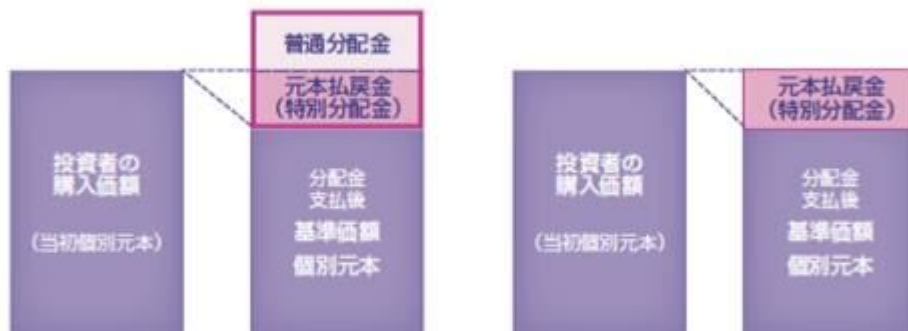 普通分配金
元本払戻金
（特別分配金）
投資者の
購入価額
（当初個別元本）
分配金
支払後
基準価額
個別元本
元本払戻金
（特別分配金）
投資者の
購入価額
（当初個別元本）
分配金
支払後
基準価額
個別元本